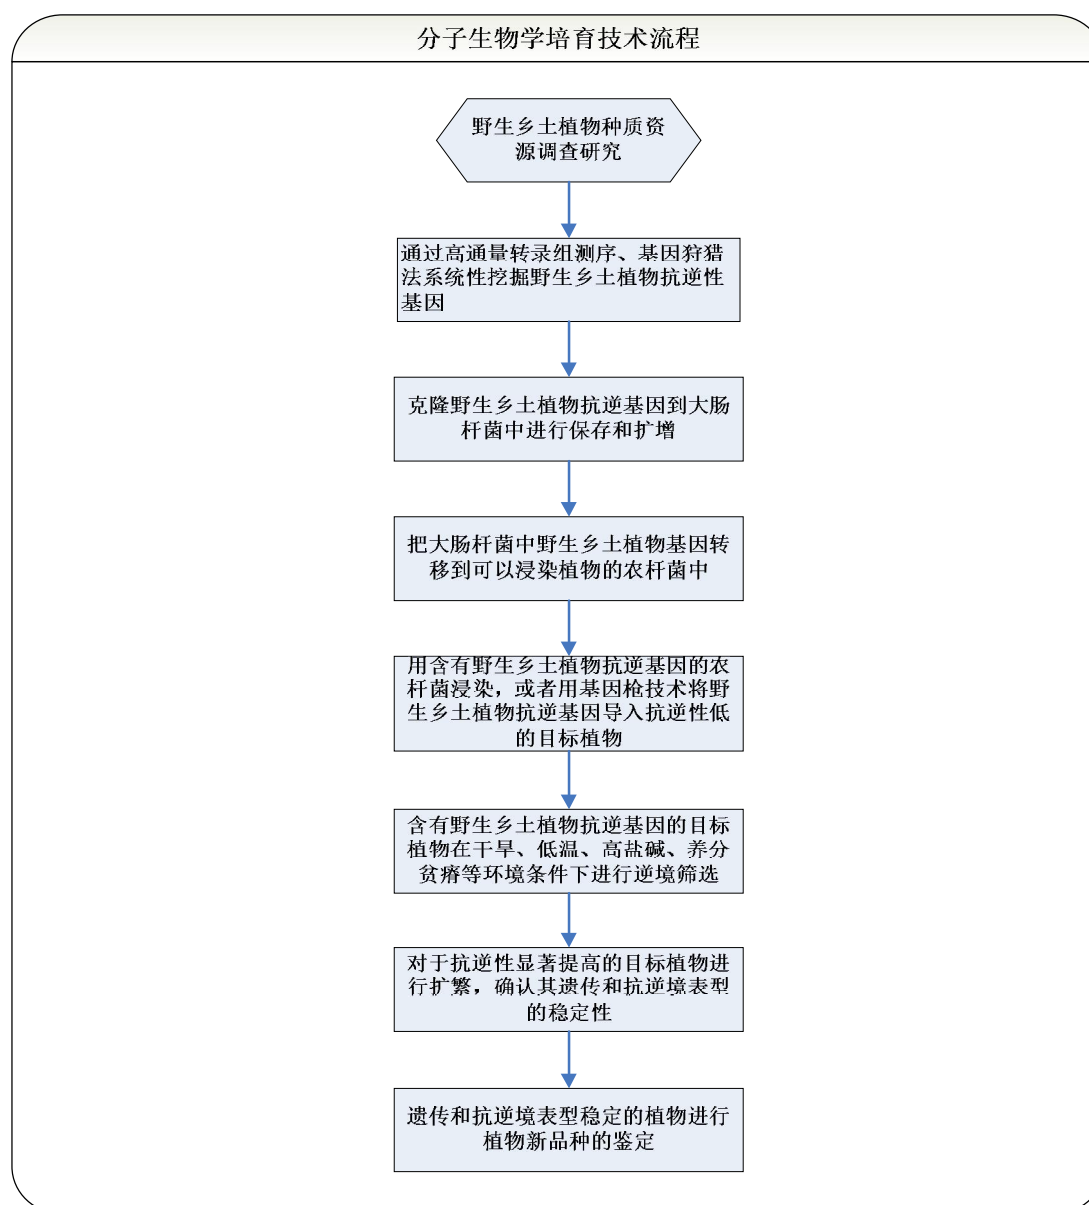 分子生物学培育技术流程
野生乡土植物种质资
源调查研究
通过高通量转录组测序、基因狩猎
法系统性挖掘野生乡土植物抗逆性
基因
克隆野生乡土植物抗逆基因到大肠
杆菌中进行保存和扩增
把大肠杆菌中野生乡土植物基因转
移到可以浸染植物的农杆菌中
用含有野生乡土植物抗逆基因的农
杆菌浸染，或者用基因枪技术将野
生乡土植物抗逆基因导入抗逆性低
的目标植物
含有野生乡土植物抗逆基因的目标
植物在干旱、低温、高盐碱、养分
贫瘠等环境条件下进行逆境筛选
对于抗逆性显著提高的目标植物进
行扩繁，确认其遗传和抗逆境表型
的稳定性
遗传和抗逆境表型稳定的植物进行
植物新品种的鉴定